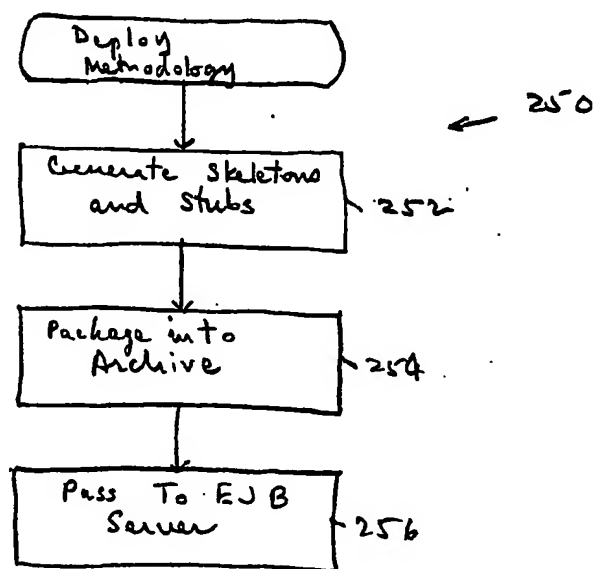 Deploy
Methodology
250
Generate Skeletons
and Stubs
252
Package into
Archive
254
Pass To EJB
Server
256